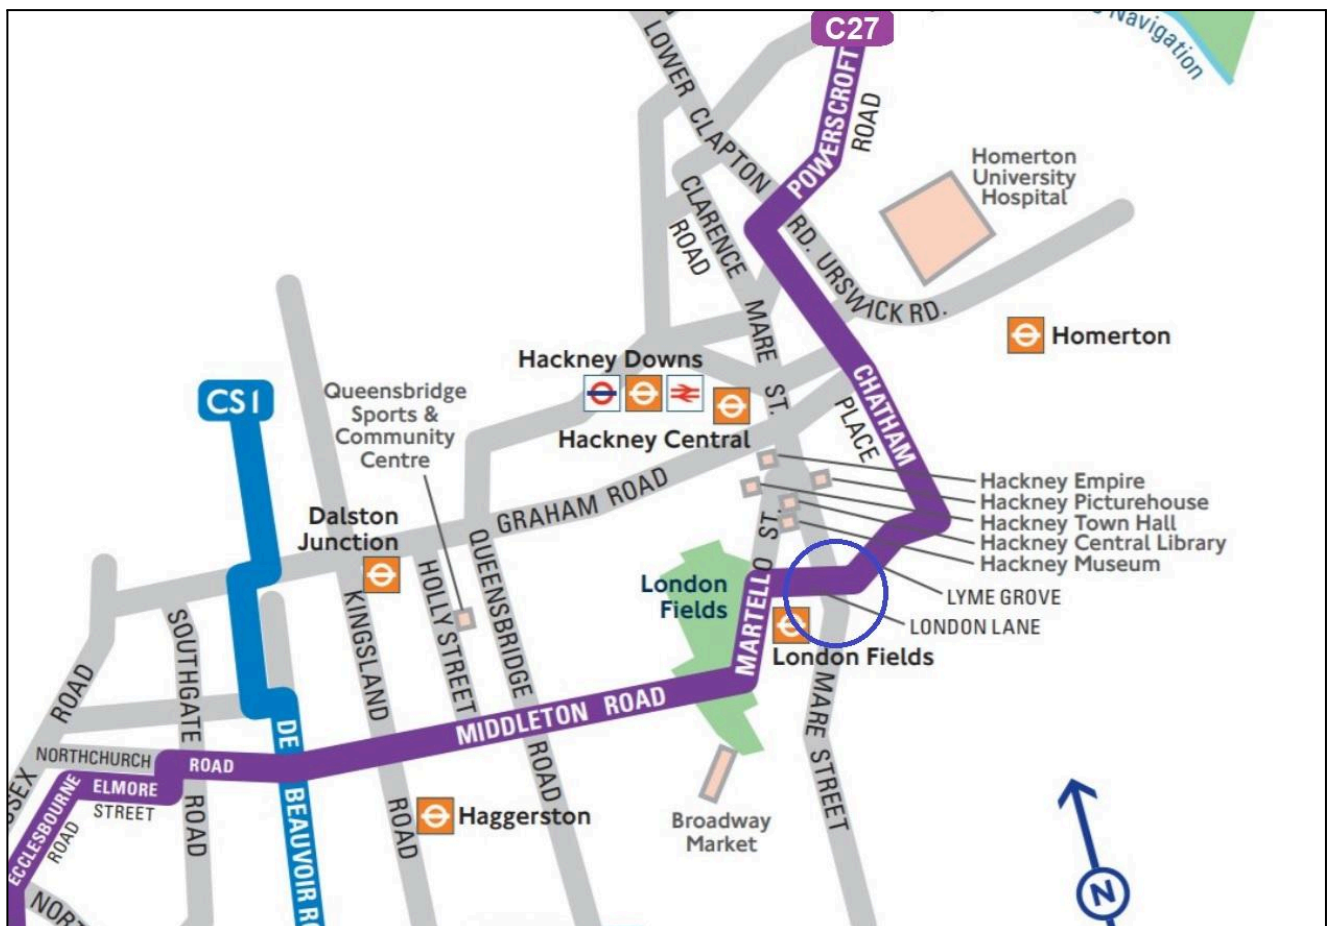 C27
Navigation
LOWER CLAPTON RD.
POWERSCROFT
ROAD
Homerton
University
Hospital
CLARENCE
ROAD
URSWICK RD.
MARE ST.
Homerton
Hackney Downs
Hackney Central
CHATHAM
PLACE
CS1
Queensbridge
Sports &
Community
Centre
GRAHAM ROAD
Hackney Empire
Hackney Picturehouse
Hackney Town Hall
Hackney Central Library
Hackney Museum
Dalston
Junction
LYME GROVE
LONDON LANE
London
Fields
MARTELLO ST.
London Fields
KINGSLAND
ROAD
HOLLY STREET
QUEENSBRIDGE ROAD
SOUTHGATE
ROAD
ROAD
MIDDLETON ROAD
MARE STREET
NORTHCHURCH
ROAD
ELMORE
STREET
ECCLESBOURNE
ROAD
DE BEAUVOIR
Haggerston
Broadway
Market
N